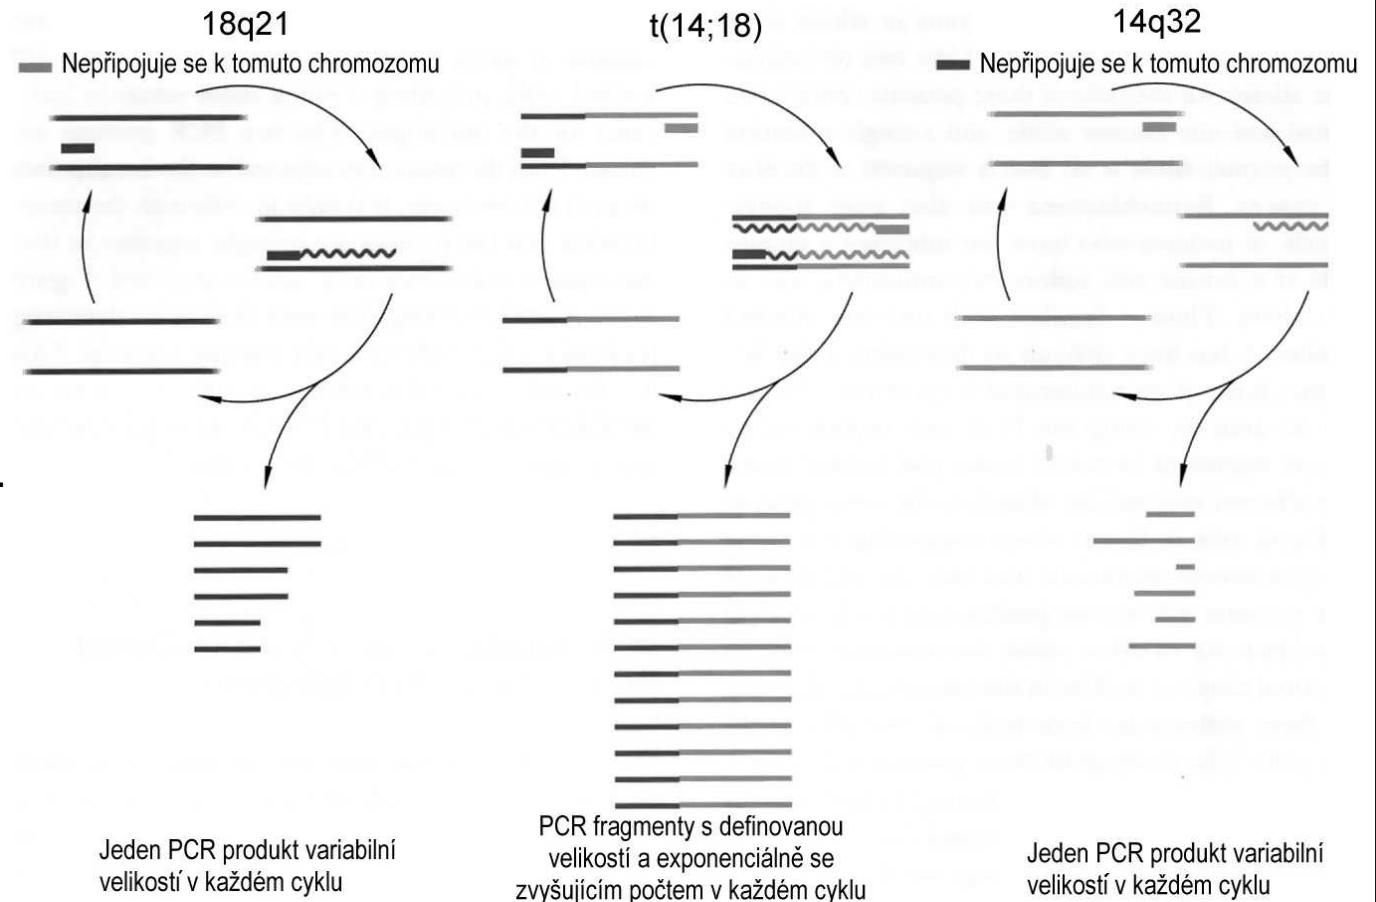 18q21
t(14;18)
14q32
Nepřipojuje se k tomuto chromozomu
Nepřipojuje se k tomuto chromozomu
Jeden PCR produkt variabilní
velikostí v každém cyklu
PCR fragmenty s definovanou
velikostí a exponenciálně se
zvyšujícím počtem v každém cyklu
Jeden PCR produkt variabilní
velikostí v každém cyklu